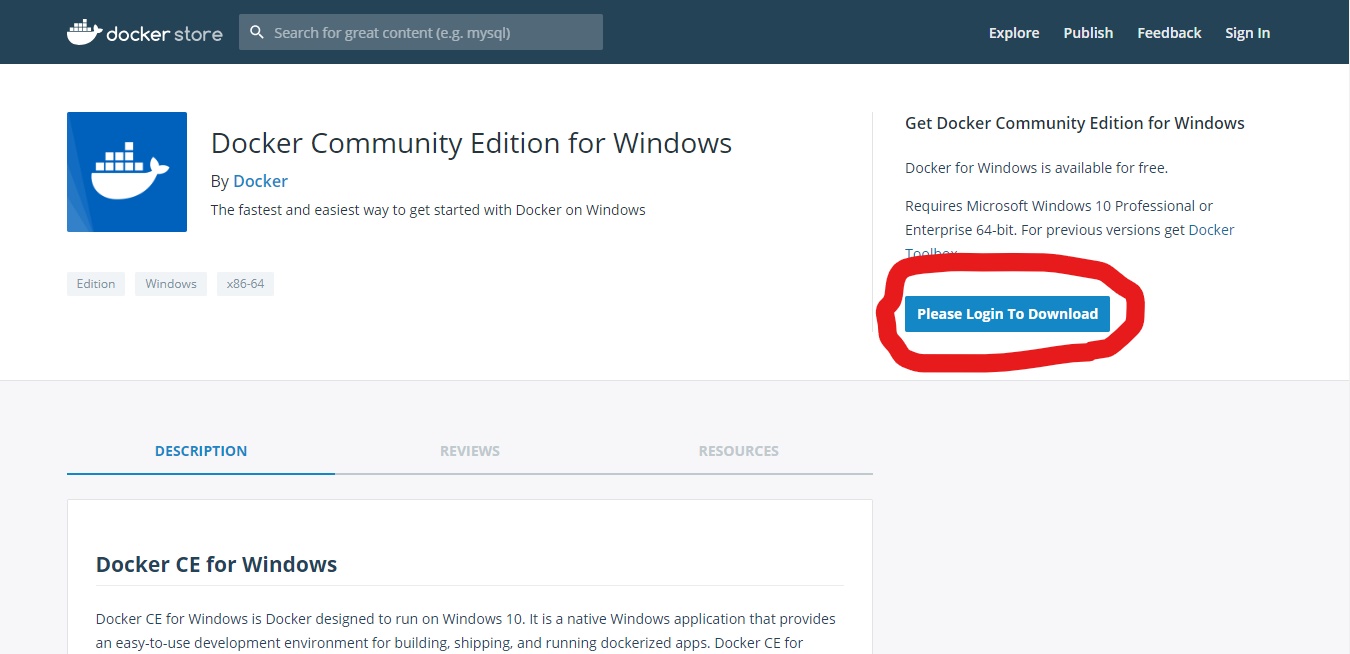 docker store
Search for great content (e.g. mysql)
Explore
Publish
Feedback
Sign In
Docker Community Edition for Windows
By Docker
The fastest and easiest way to get started with Docker on Windows
Edition
Windows
x86-64
Get Docker Community Edition for Windows
Docker for Windows is available for free.
Requires Microsoft Windows 10 Professional or
Enterprise 64-bit. For previous versions get Docker
Toolbox.
Please Login To Download
DESCRIPTION
REVIEWS
RESOURCES
Docker CE for Windows
Docker CE for Windows is Docker designed to run on Windows 10. It is a native Windows application that provides
an easy-to-use development environment for building, shipping, and running dockerized apps. Docker CE for